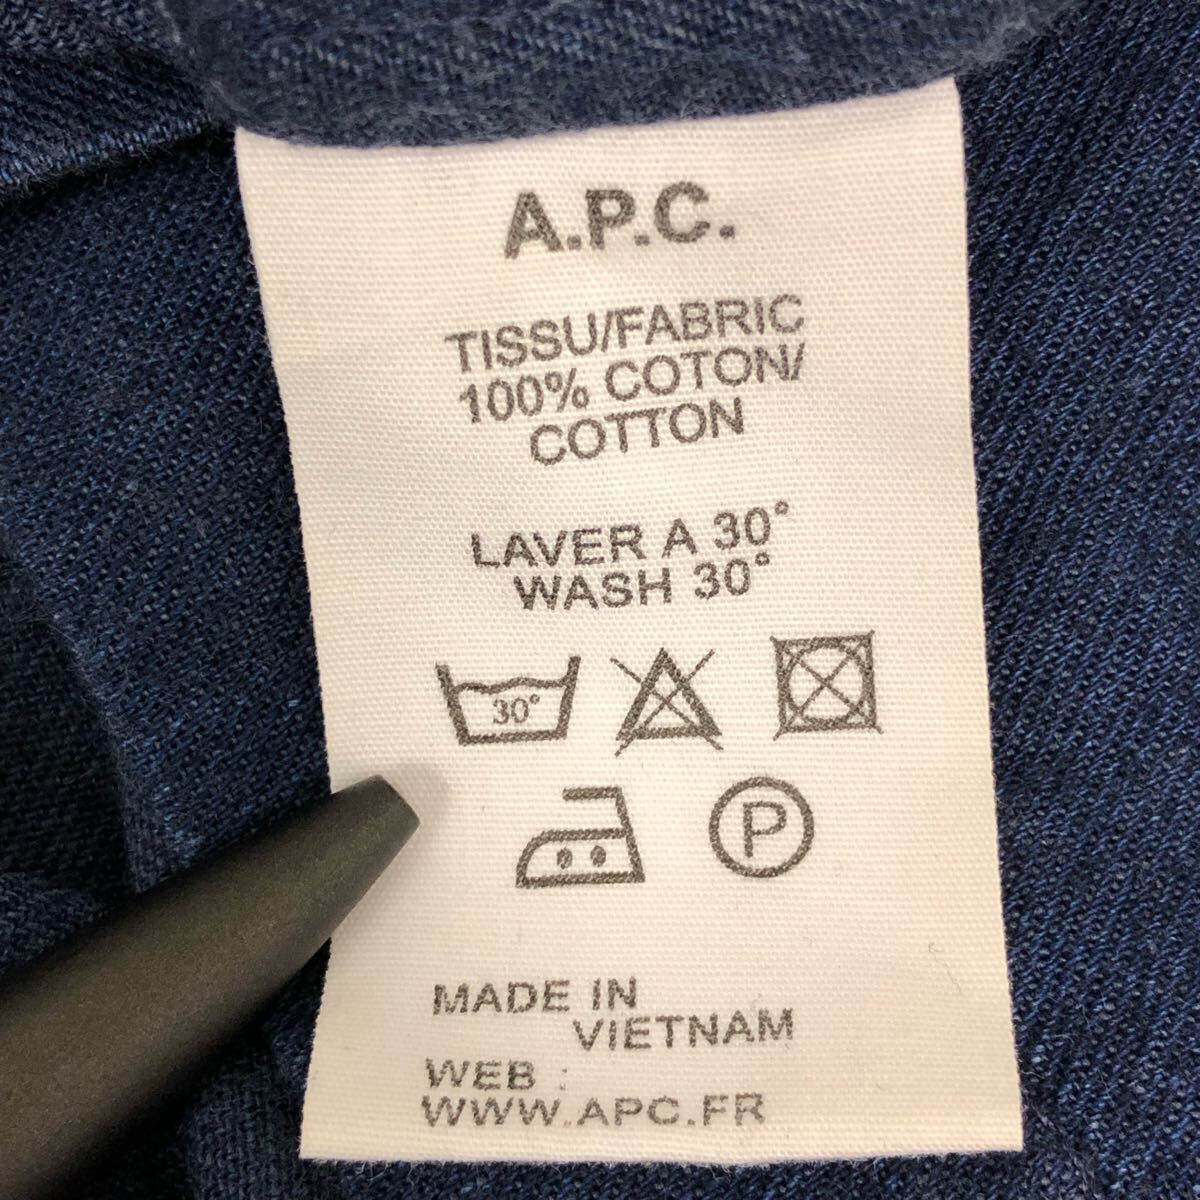 A.P.C.
TISSU/FABRIC
100% COTON/
COTTON
LAVER A 30°
WASH 30°
30°
P
MADE IN
VIETNAM
WEB :
WWW.APC.FR